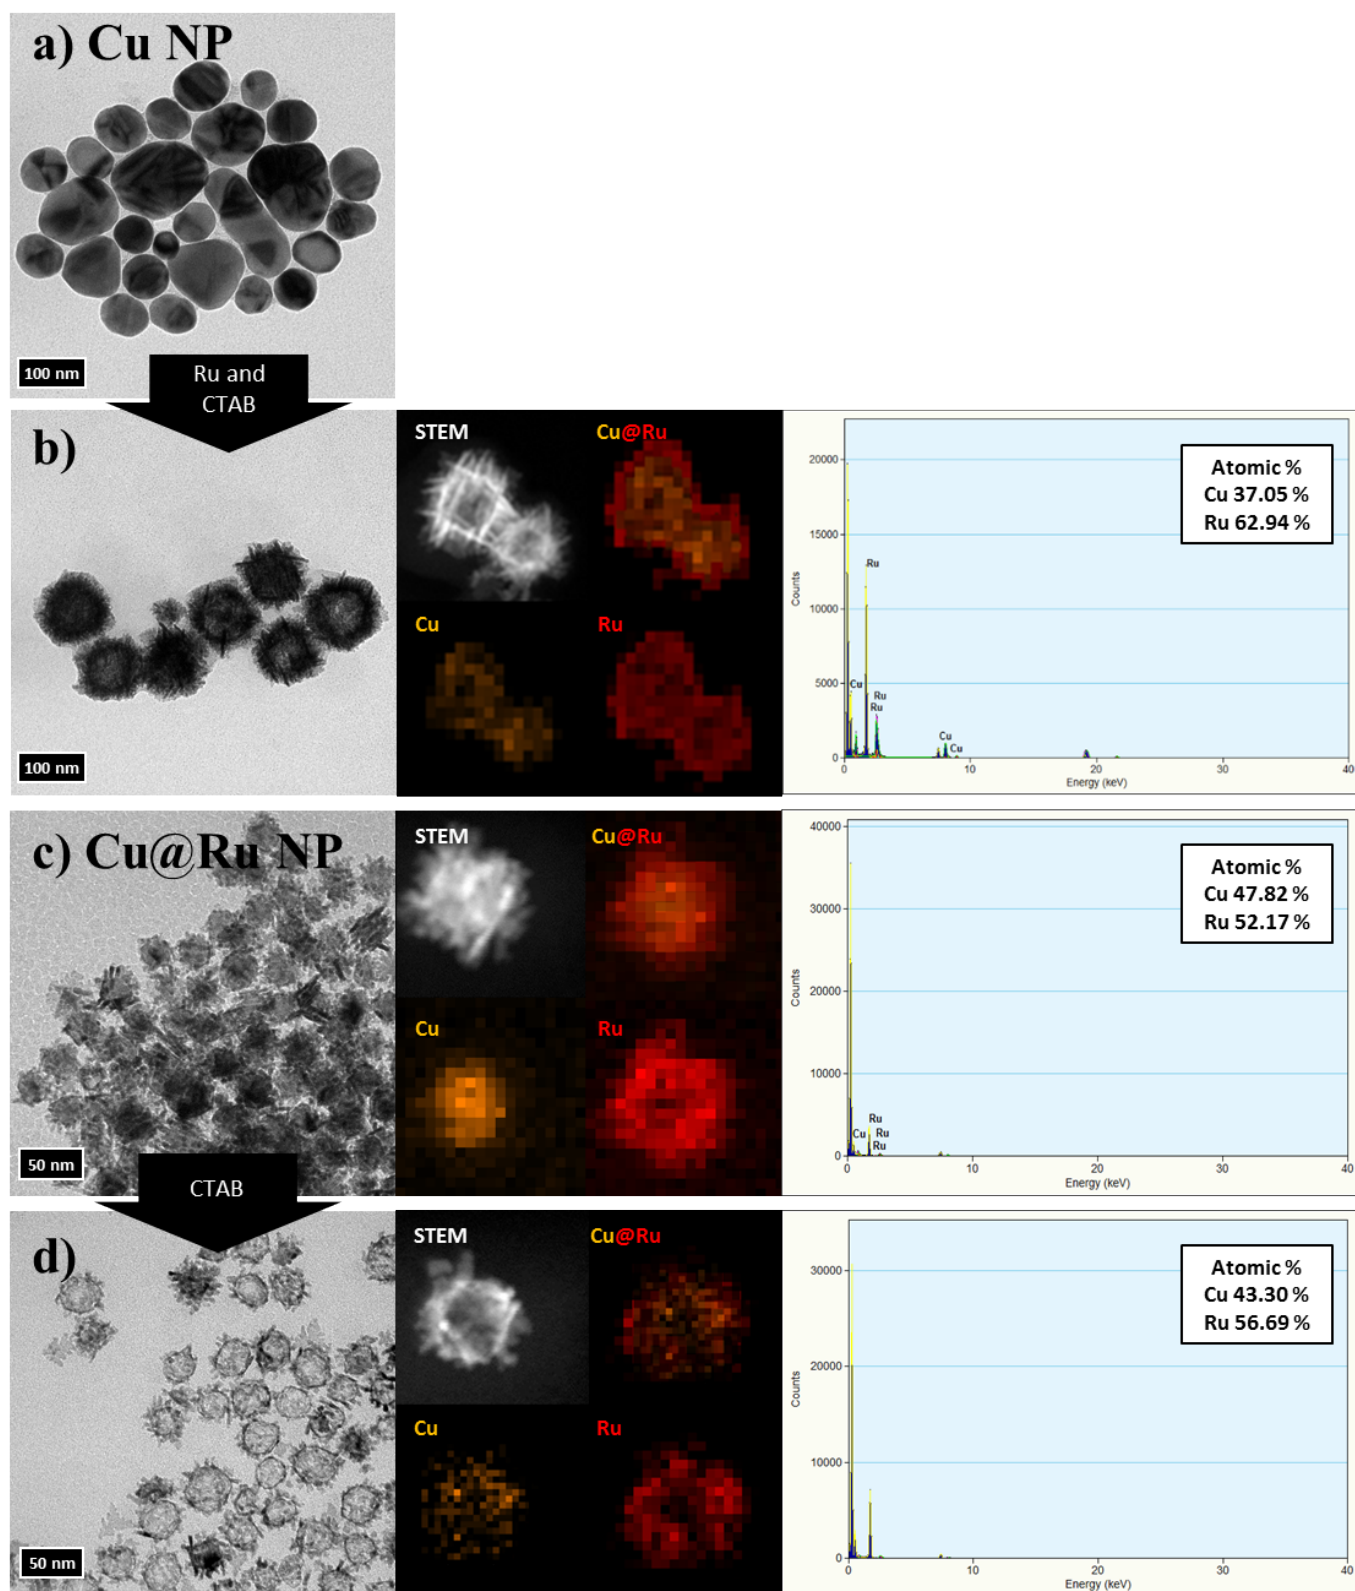 a) Cu NP
100 nm
Ru and
CTAB
b)
100 nm
STEM
Cu@Ru
Cu
Ru
20000
15000
10000
5000
0
Counts
Ru
Cu
Ru
Ru
Cu
Cu
0
10
20
30
40
Energy (keV)
Atomic %
Cu 37.05 %
Ru 62.94 %
c) Cu@Ru NP
50 nm
CTAB
STEM
Cu@Ru
Cu
Ru
40000
30000
20000
10000
0
Counts
Ru
Cu
Ru
Ru
0
10
20
30
40
Energy (keV)
Atomic %
Cu 47.82 %
Ru 52.17 %
d)
50 nm
STEM
Cu@Ru
Cu
Ru
30000
20000
10000
0
Counts
0
10
20
30
40
Energy (keV)
Atomic %
Cu 43.30 %
Ru 56.69 %